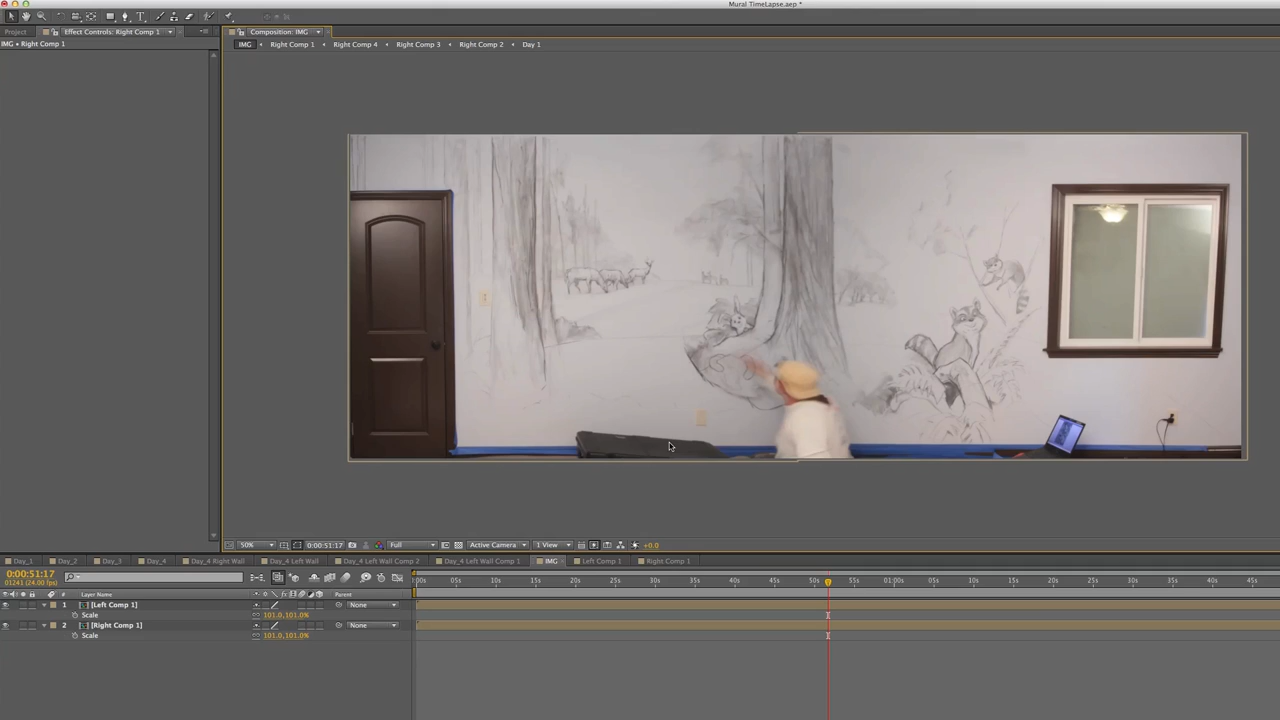 Mural TimeLapse.aep *
Project Effect Controls: Right Comp 1 Composition: IMG
IMG • Right Comp 1
IMG Right Comp 1 Right Comp 4 Right Comp 3 Right Comp 2 Day 1
50% 0:00:51:17 Full Active Camera 1 View +0.0
Day_1 Day_2 Day_3 Day_4 Day_4 Right Wall Day_4 Left Wall Day_4 Left Wall Comp 2 Day_4 Left Wall Comp 1 IMG Left Comp 1 Right Comp 1
0:00:51:17
01241 (24.00 fps)
:00s 05s 10s 15s 20s 25s 30s 35s 40s 45s 50s 55s 01:00s 05s 10s 15s 20s 25s 30s 35s 40s 45s
# Layer Name Parent
1 [Left Comp 1] None
Scale 101.0,101.0%
2 [Right Comp 1] None
Scale 101.0,101.0%